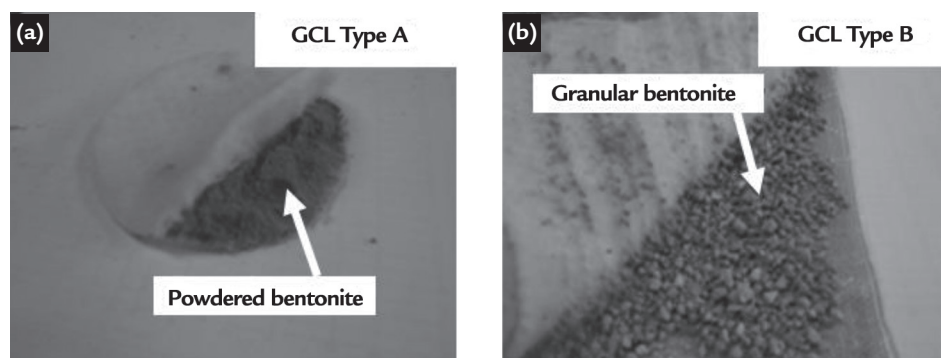 (a)
GCL Type A
Powdered bentonite
(b)
GCL Type B
Granular bentonite